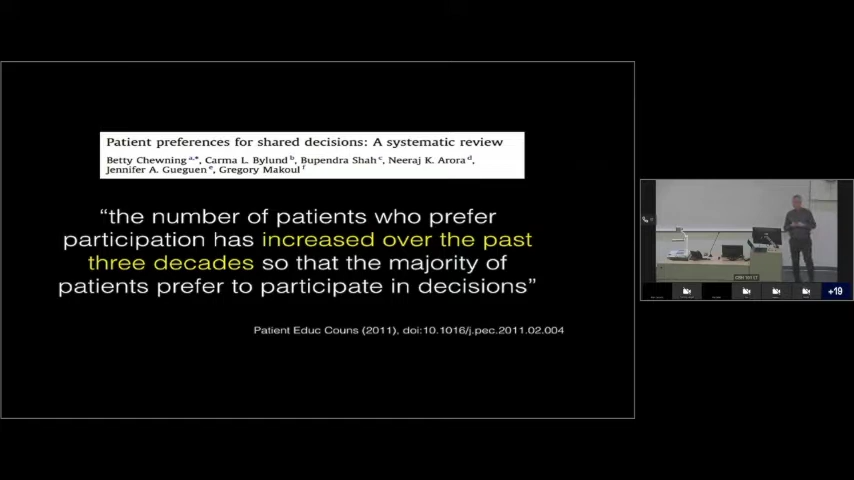 Patient preferences for shared decisions: A systematic review
Betty Chewning a,*, Carma L. Bylund b, Bupendra Shah c, Neeraj K. Arora d,
Jennifer A. Gueguen e, Gregory Makoul f
“the number of patients who prefer
participation has increased over the past
three decades so that the majority of
patients prefer to participate in decisions”
Patient Educ Couns (2011), doi:10.1016/j.pec.2011.02.004
+19